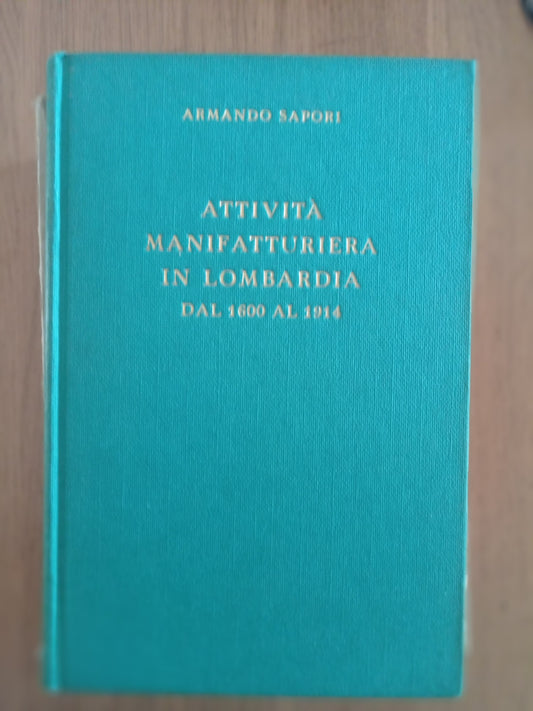 ARMANDO SAPORI
ATTIVITÀ
MANIFATTURIERA
IN LOMBARDIA
DAL 1600 AL 1914